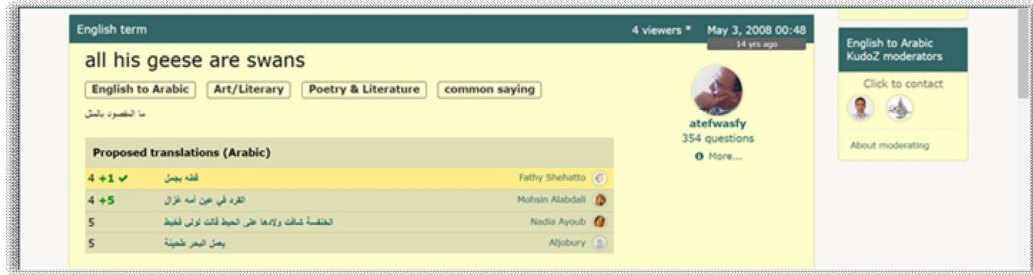 English term
4 viewers *
May 3, 2008 00:48
14 yrs ago
all his geese are swans
English to Arabic
Art/Literary
Poetry & Literature
common saying
ما المقصود بالمثل
atefwasfy
354 questions
More...
Proposed translations (Arabic)
4 +1 قطه بجمل Fathy Shehatto
4 +5 القرد في عين أمه غزال Mohsin Alabdali
5 الخنفسة شافت ولادها على الحيط قالت لولى فخيط Nadia Ayoub
5 يعمل البحر طحينة Aljobury
English to Arabic
KudoZ moderators
Click to contact
About moderating